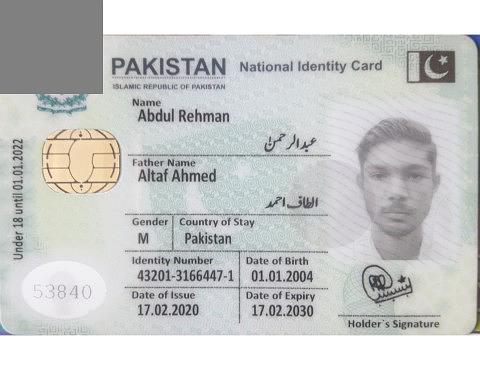 PAKISTAN National Identity Card
ISLAMIC REPUBLIC OF PAKISTAN
Name
Abdul Rehman
عبدالرحمٰن
Father Name
Altaf Ahmed
الطاف احمد
Gender Country of Stay
M Pakistan
Identity Number Date of Birth
43201-3166447-1 01.01.2004
Date of Issue Date of Expiry
17.02.2020 17.02.2030
Holder's Signature
Under 18 until 01.01.2022
53840